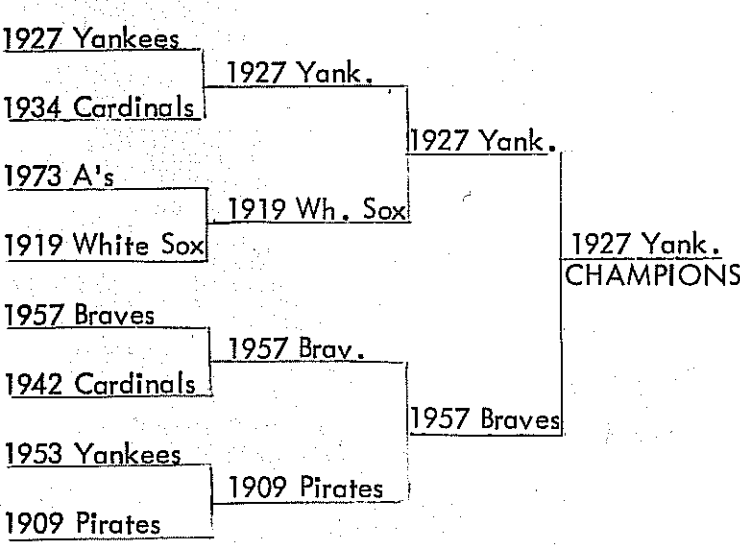 1927 Yankees
1934 Cardinals
1973 A's
1919 White Sox
1957 Braves
1942 Cardinals
1953 Yankees
1909 Pirates
1927 Yank.
1919 Wh. Sox
1957 Brav.
1909 Pirates
1927 Yank.
1957 Braves
1927 Yank.
CHAMPIONS